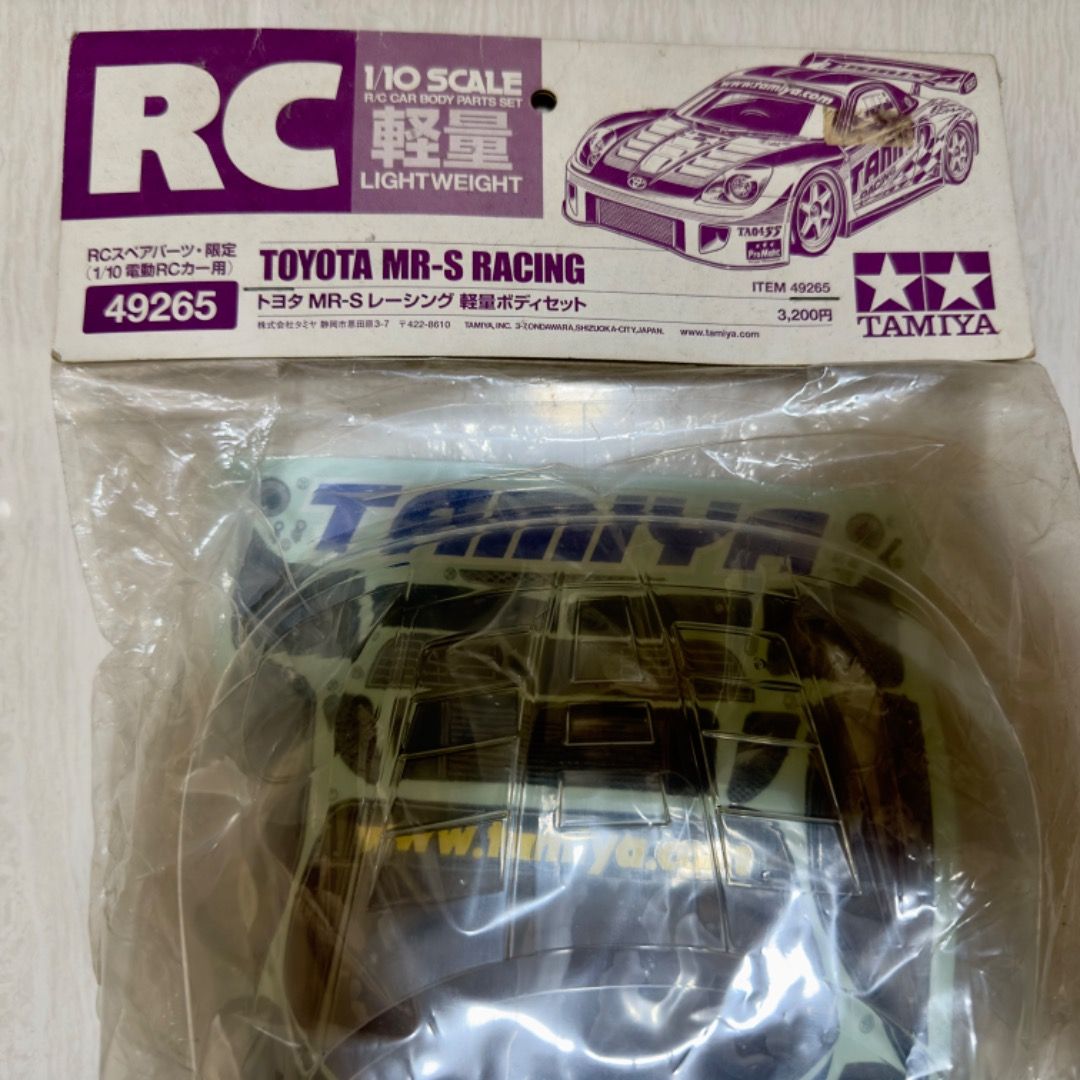 RC
1/10 SCALE
R/C CAR BODY PARTS SET
軽量
LIGHTWEIGHT
www.tamiya.com
TAMIYA
RACING
TA0435
ProMatic
RCスペアパーツ・限定
(1/10 電動RCカー用)
49265
TOYOTA MR-S RACING
トヨタ MR-S レーシング 軽量ボディセット
株式会社タミヤ 静岡市恩田原3-7 〒422-8610 TAMIYA, INC. 3-7,ONDAWARA,SHIZUOKA-CITY,JAPAN. www.tamiya.com
ITEM 49265
3,200円
TAMIYA
TAMIYA
www.tamiya.com